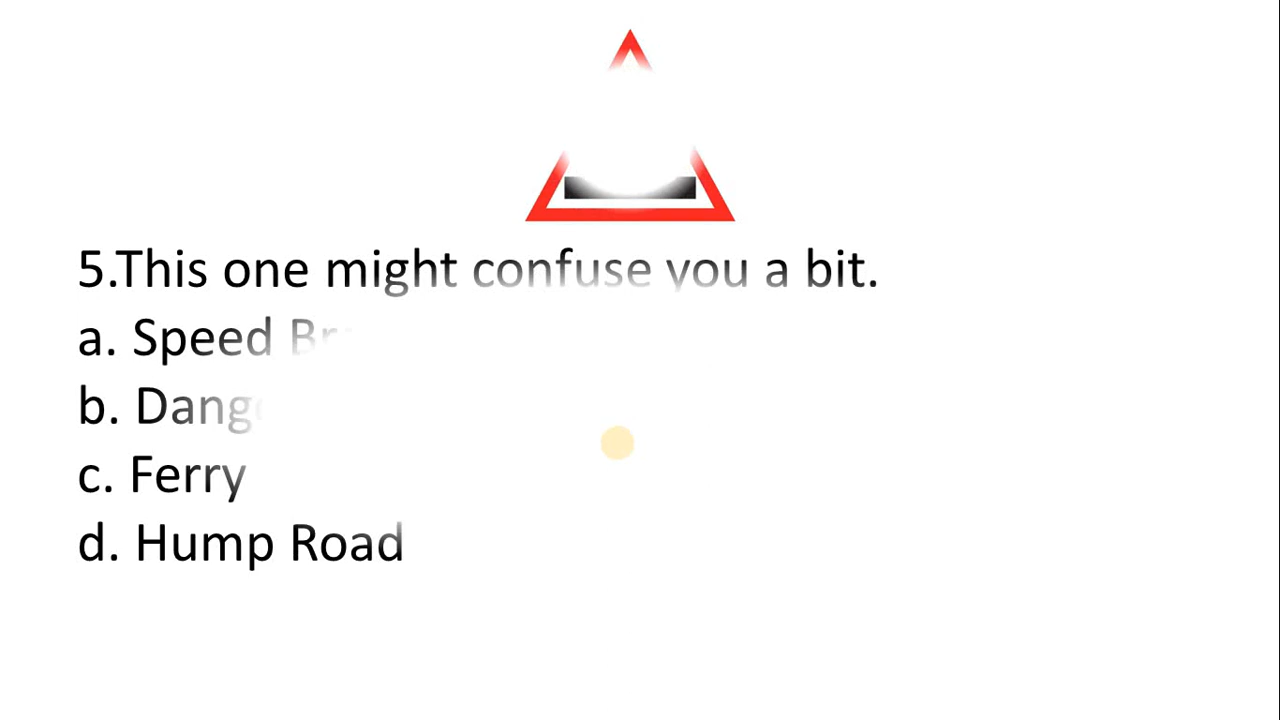 5.This one might confuse you a bit.
a. Speed
b.
c. Ferry
d. Hump Road